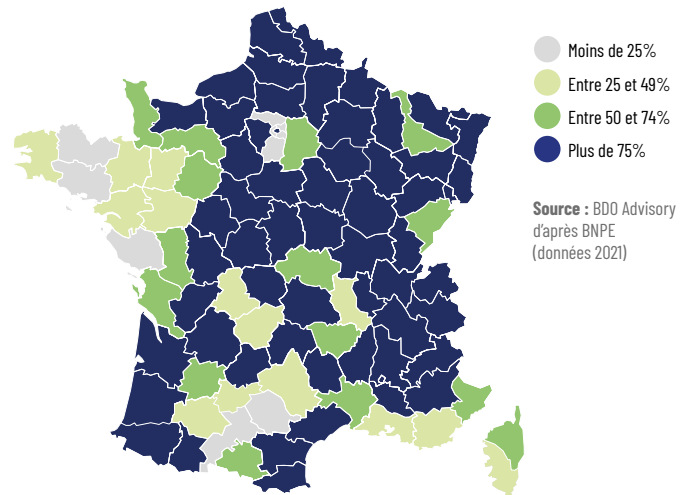 Moins de 25%
Entre 25 et 49%
Entre 50 et 74%
Plus de 75%
Source : BDO Advisory
d'après BNPE
(données 2021)